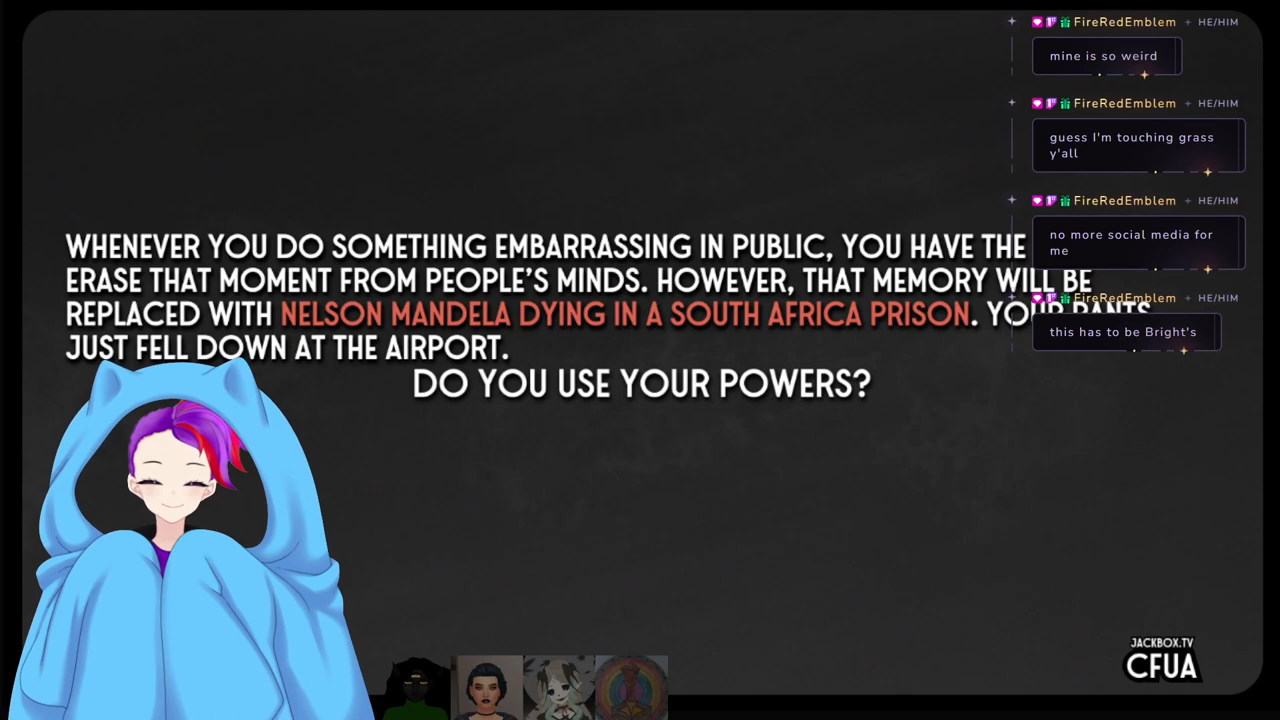 WHENEVER YOU DO SOMETHING EMBARRASSING IN PUBLIC, YOU HAVE THE
ERASE THAT MOMENT FROM PEOPLE'S MINDS. HOWEVER, THAT MEMORY WILL BE
REPLACED WITH NELSON MANDELA DYING IN A SOUTH AFRICA PRISON. YOUR PANTS
JUST FELL DOWN AT THE AIRPORT.
DO YOU USE YOUR POWERS?
FireRedEmblem HE/HIM
mine is so weird
FireRedEmblem HE/HIM
guess I'm touching grass
y'all
FireRedEmblem HE/HIM
no more social media for
me
FireRedEmblem HE/HIM
this has to be Bright's
JACKBOX.TV
CFUA